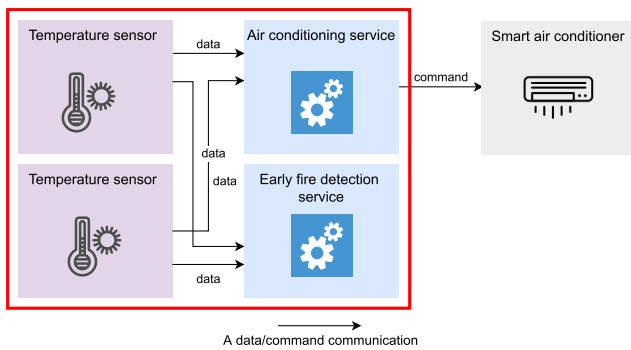 Temperature sensor
data
Air conditioning service
Smart air conditioner
command
data
data
Temperature sensor
Early fire detection
service
data
A data/command communication